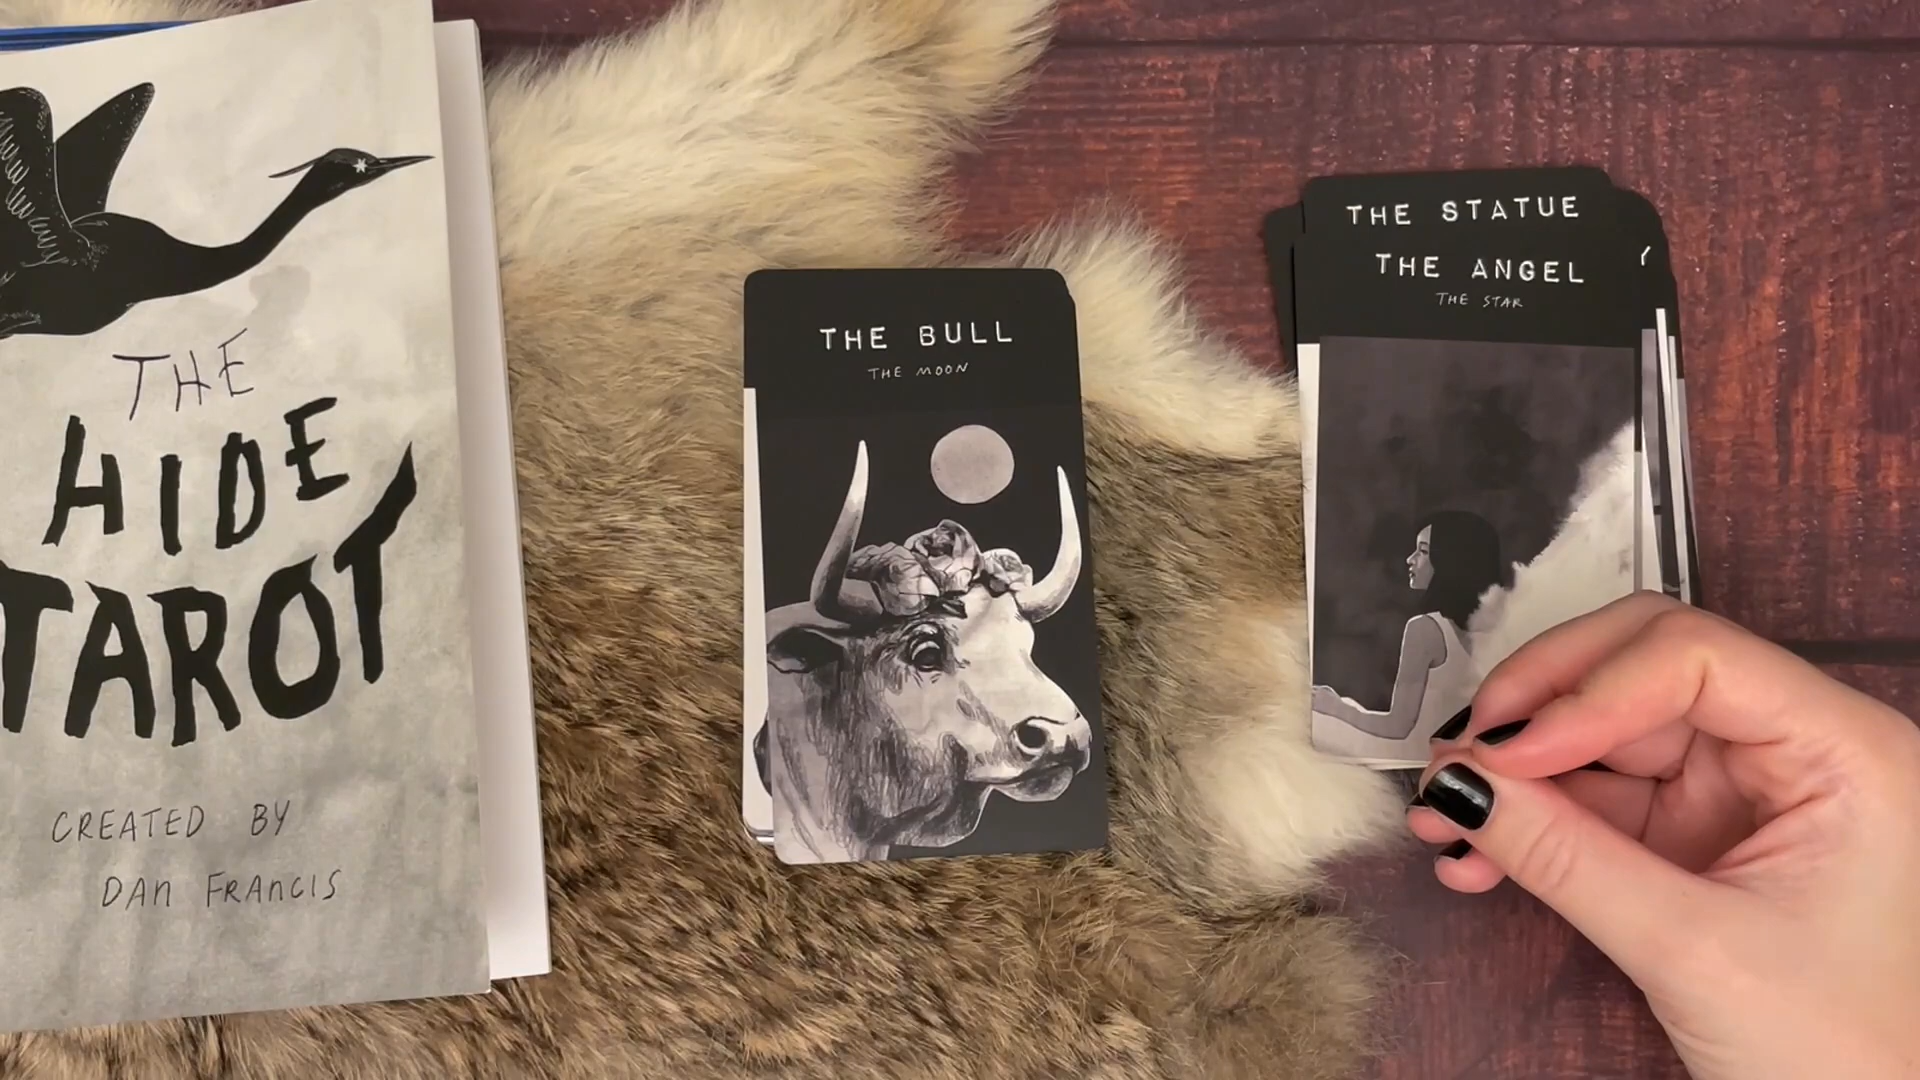 THE
HIDE
TAROT
CREATED BY
DAN FRANCIS
THE BULL
THE MOON
THE STATUE
THE ANGEL
THE STAR